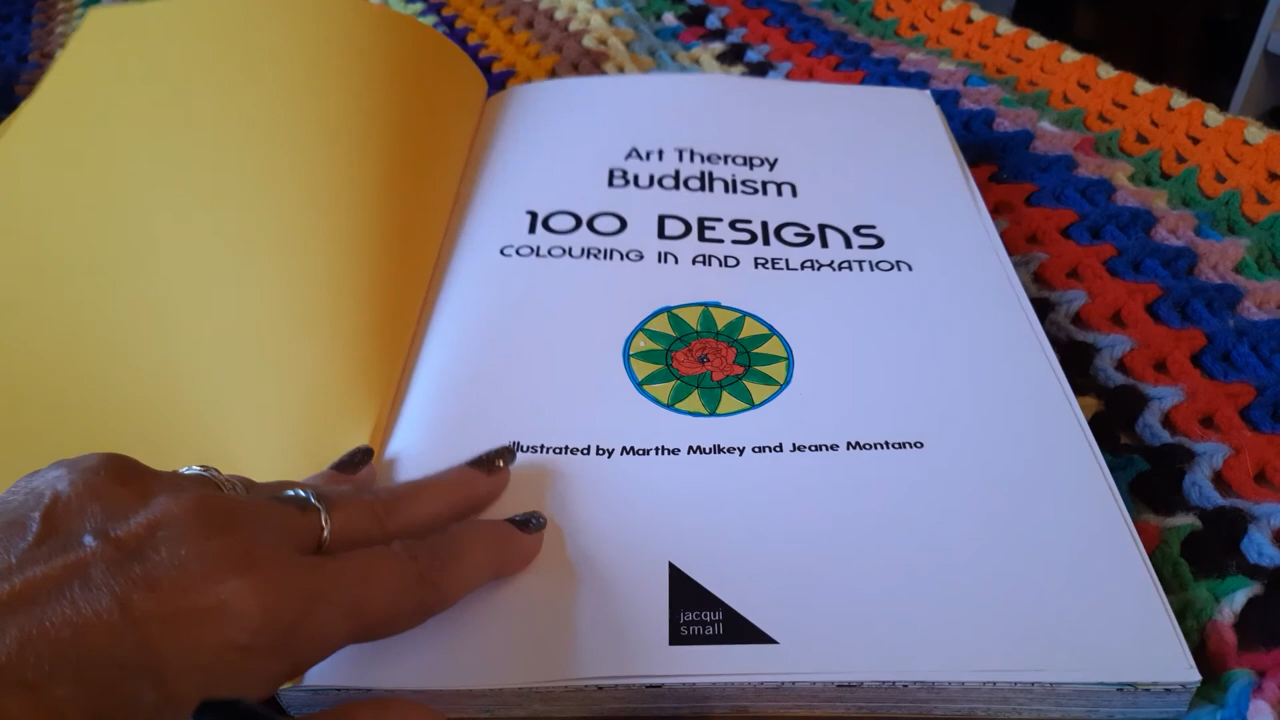 Art Therapy
Buddhism
100 DESIGNS
COLOURING IN AND RELAXATION
Illustrated by Marthe Mulkey and Jeane Montano
jacqui
small